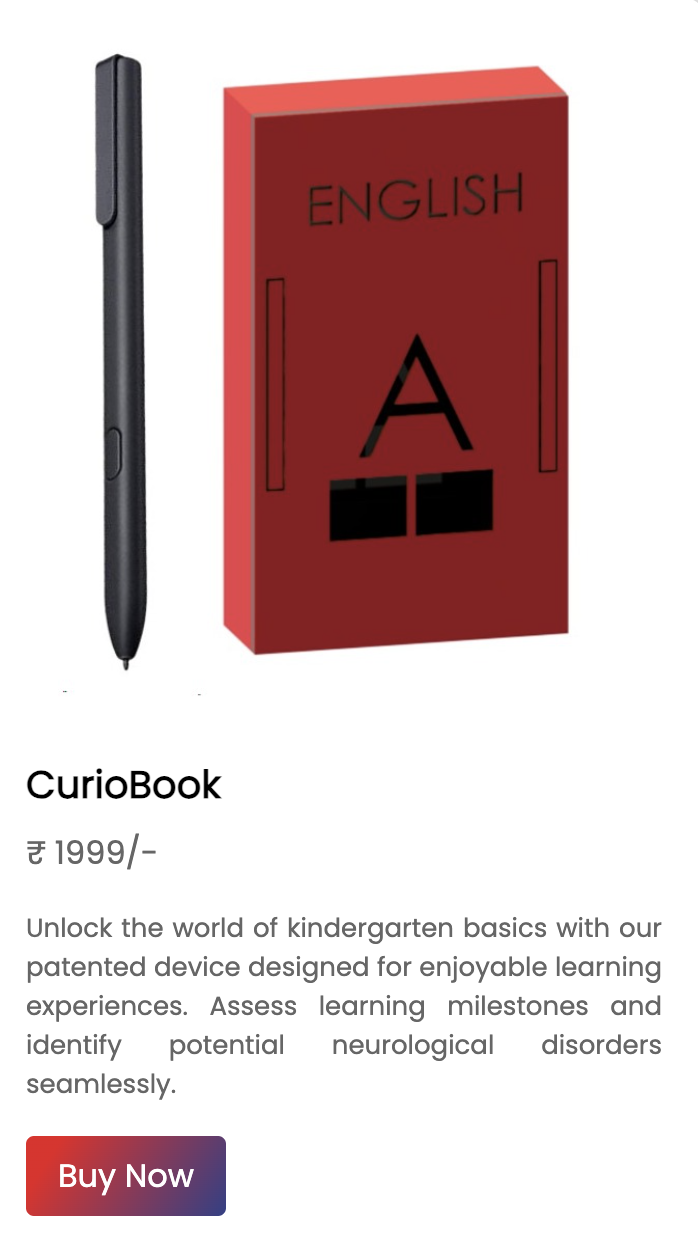 ENGLISH
A
CurioBook
₹ 1999/-
Unlock the world of kindergarten basics with our
patented device designed for enjoyable learning
experiences. Assess learning milestones and
identify potential neurological disorders
seamlessly.
Buy Now